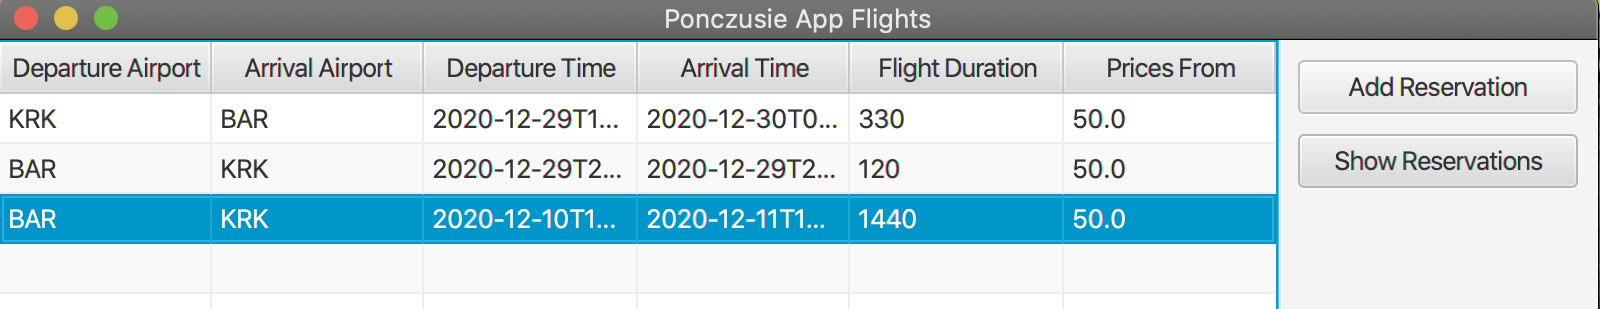 Ponczusie App Flights
Departure Airport Arrival Airport Departure Time Arrival Time Flight Duration Prices From
KRK BAR 2020-12-29T1... 2020-12-30T0... 330 50.0
BAR KRK 2020-12-29T2... 2020-12-29T2... 120 50.0
BAR KRK 2020-12-10T1... 2020-12-11T1... 1440 50.0
Add Reservation
Show Reservations